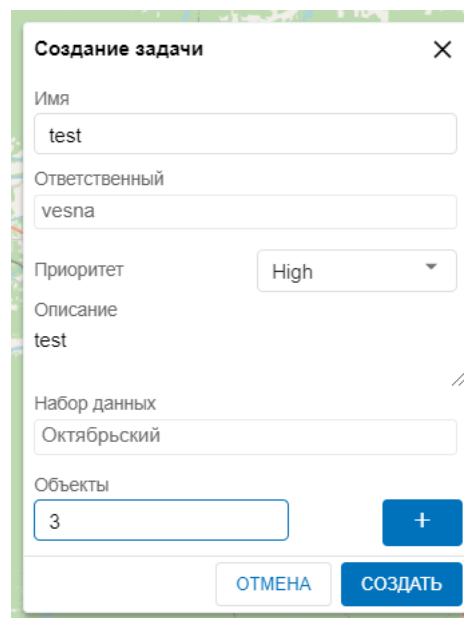 Создание задачи
Имя
test
Ответственный
vesna
Приоритет
High
Описание
test
Набор данных
Октябрьский
Объекты
3
+
ОТМЕНА
СОЗДАТЬ